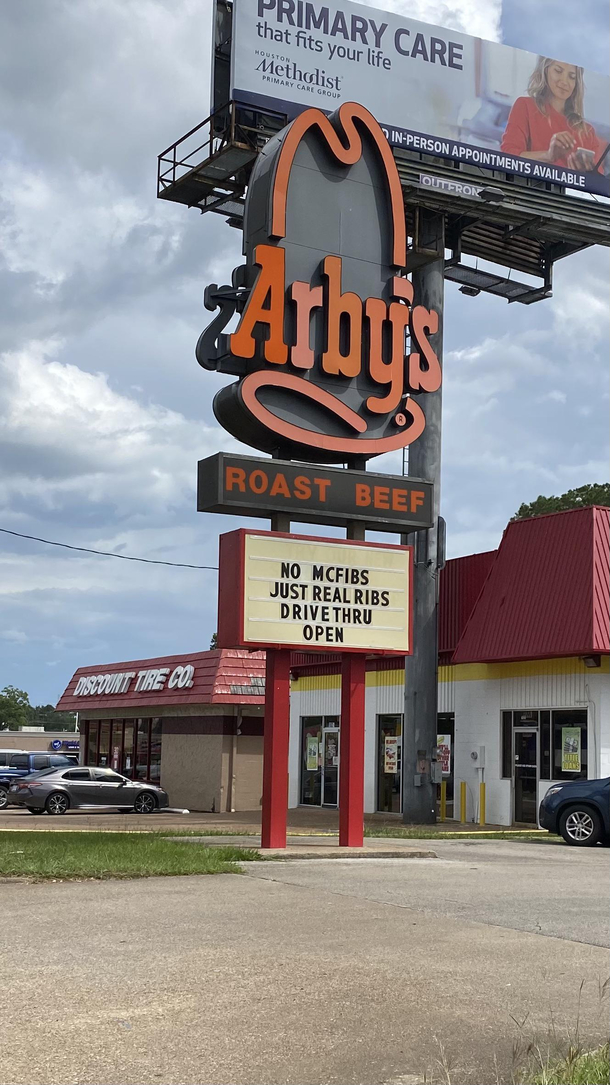 PRIMARY CARE
that fits your life
HOUSTON
Methodist
PRIMARY CARE GROUP
IN-PERSON APPOINTMENTS AVAILABLE
OUTFRONT
Arby's
®
ROAST BEEF
NO MCFIBS
JUST REAL RIBS
DRIVE THRU
OPEN
DISCOUNT TIRE CO.